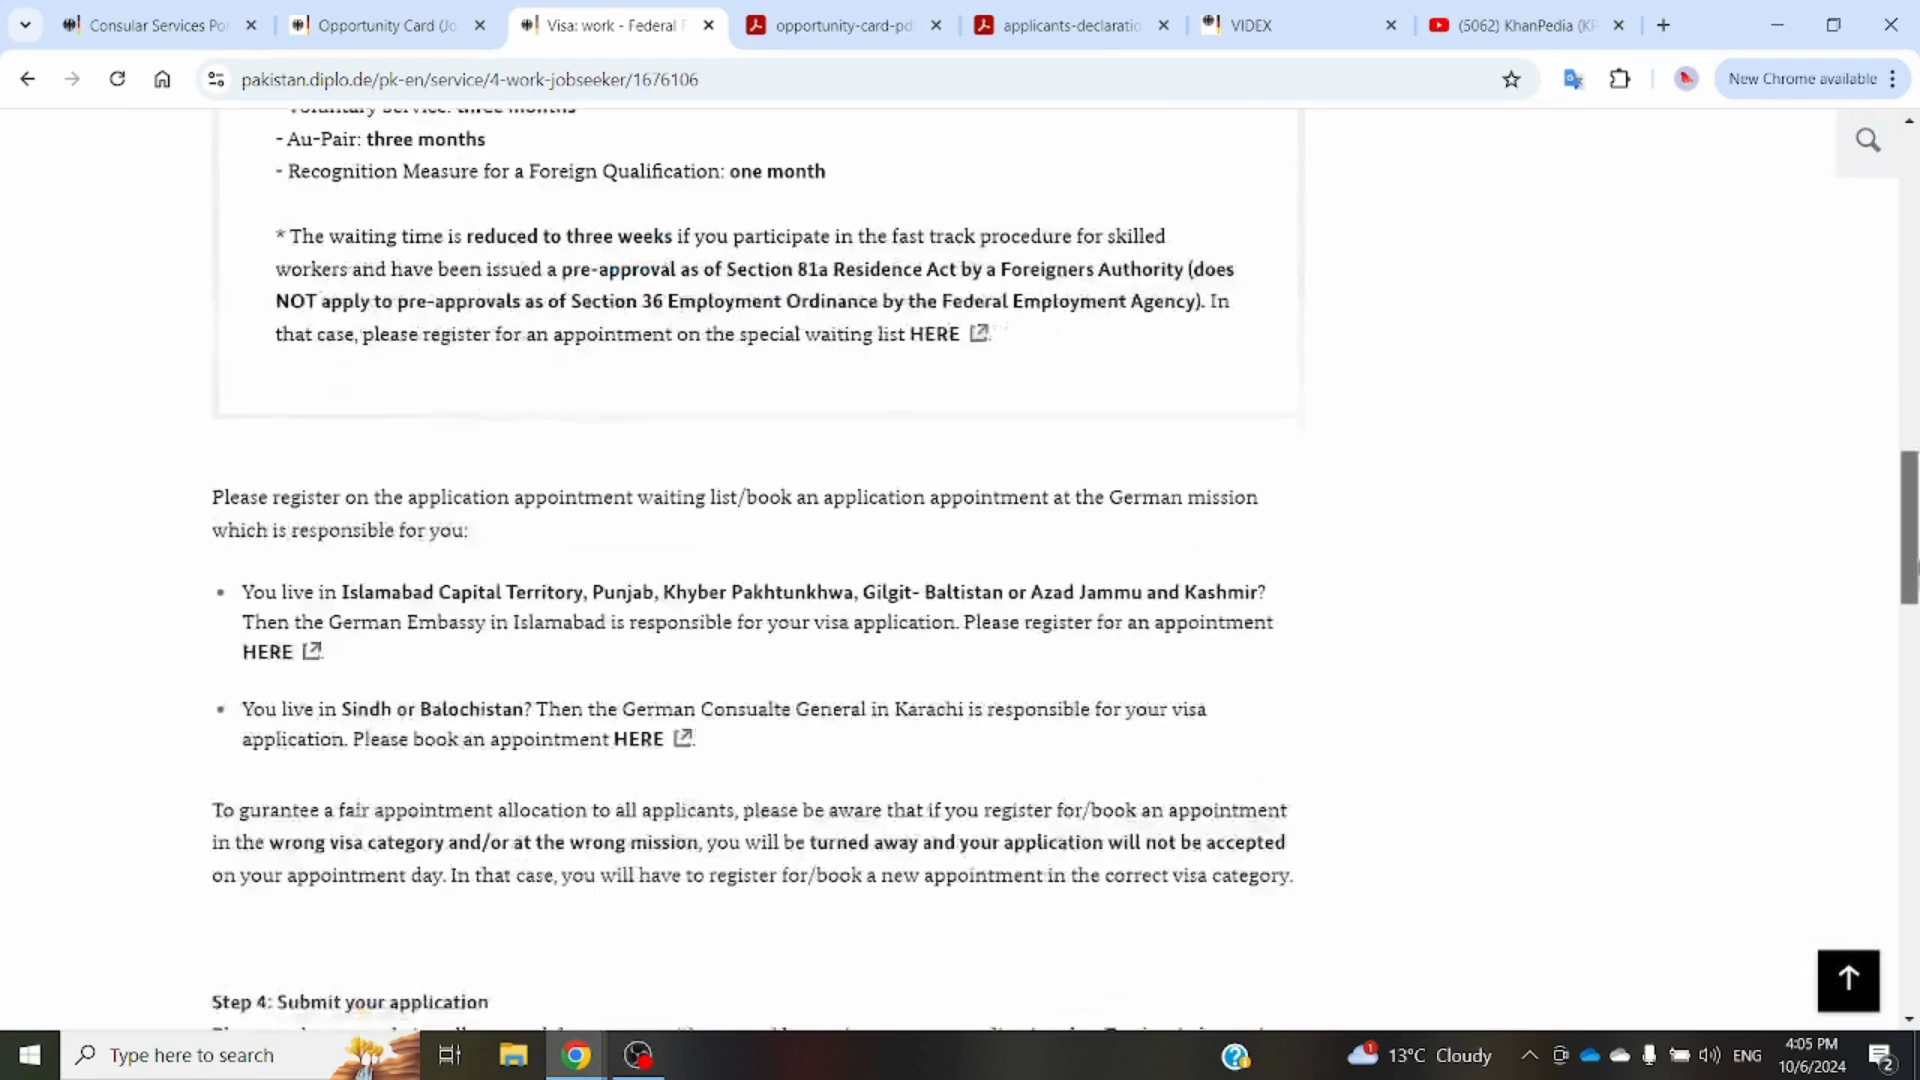 Consular Services Po
Opportunity Card (Jo
Visa: work - Federal
opportunity-card-pd
applicants-declaratio
VIDEX
(5062) KhanPedia (KP
pakistan.diplo.de/pk-en/service/4-work-jobseeker/1676106
New Chrome available
- Voluntary Service: three months
- Au-Pair: three months
- Recognition Measure for a Foreign Qualification: one month
* The waiting time is reduced to three weeks if you participate in the fast track procedure for skilled
workers and have been issued a pre-approval as of Section 81a Residence Act by a Foreigners Authority (does
NOT apply to pre-approvals as of Section 36 Employment Ordinance by the Federal Employment Agency). In
that case, please register for an appointment on the special waiting list HERE
Please register on the application appointment waiting list/book an application appointment at the German mission
which is responsible for you:
• You live in Islamabad Capital Territory, Punjab, Khyber Pakhtunkhwa, Gilgit- Baltistan or Azad Jammu and Kashmir?
Then the German Embassy in Islamabad is responsible for your visa application. Please register for an appointment
HERE .
• You live in Sindh or Balochistan? Then the German Consualte General in Karachi is responsible for your visa
application. Please book an appointment HERE .
To gurantee a fair appointment allocation to all applicants, please be aware that if you register for/book an appointment
in the wrong visa category and/or at the wrong mission, you will be turned away and your application will not be accepted
on your appointment day. In that case, you will have to register for/book a new appointment in the correct visa category.
Step 4: Submit your application
Type here to search
1
13°C Cloudy
ENG
4:05 PM
10/6/2024
2